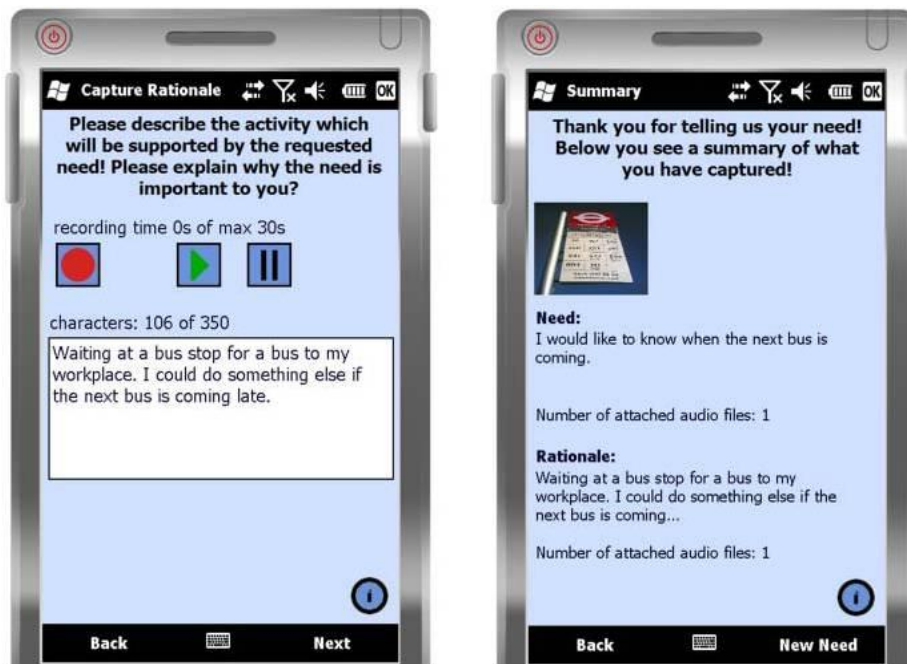 Capture Rationale
OK
Please describe the activity which
will be supported by the requested
need! Please explain why the need is
important to you?
recording time 0s of max 30s
characters: 106 of 350
Waiting at a bus stop for a bus to my
workplace. I could do something else if
the next bus is coming late.
i
Back
Next
Summary
OK
Thank you for telling us your need!
Below you see a summary of what
you have captured!
Need:
I would like to know when the next bus is
coming.
Number of attached audio files: 1
Rationale:
Waiting at a bus stop for a bus to my
workplace. I could do something else if the
next bus is coming...
Number of attached audio files: 1
i
Back
New Need